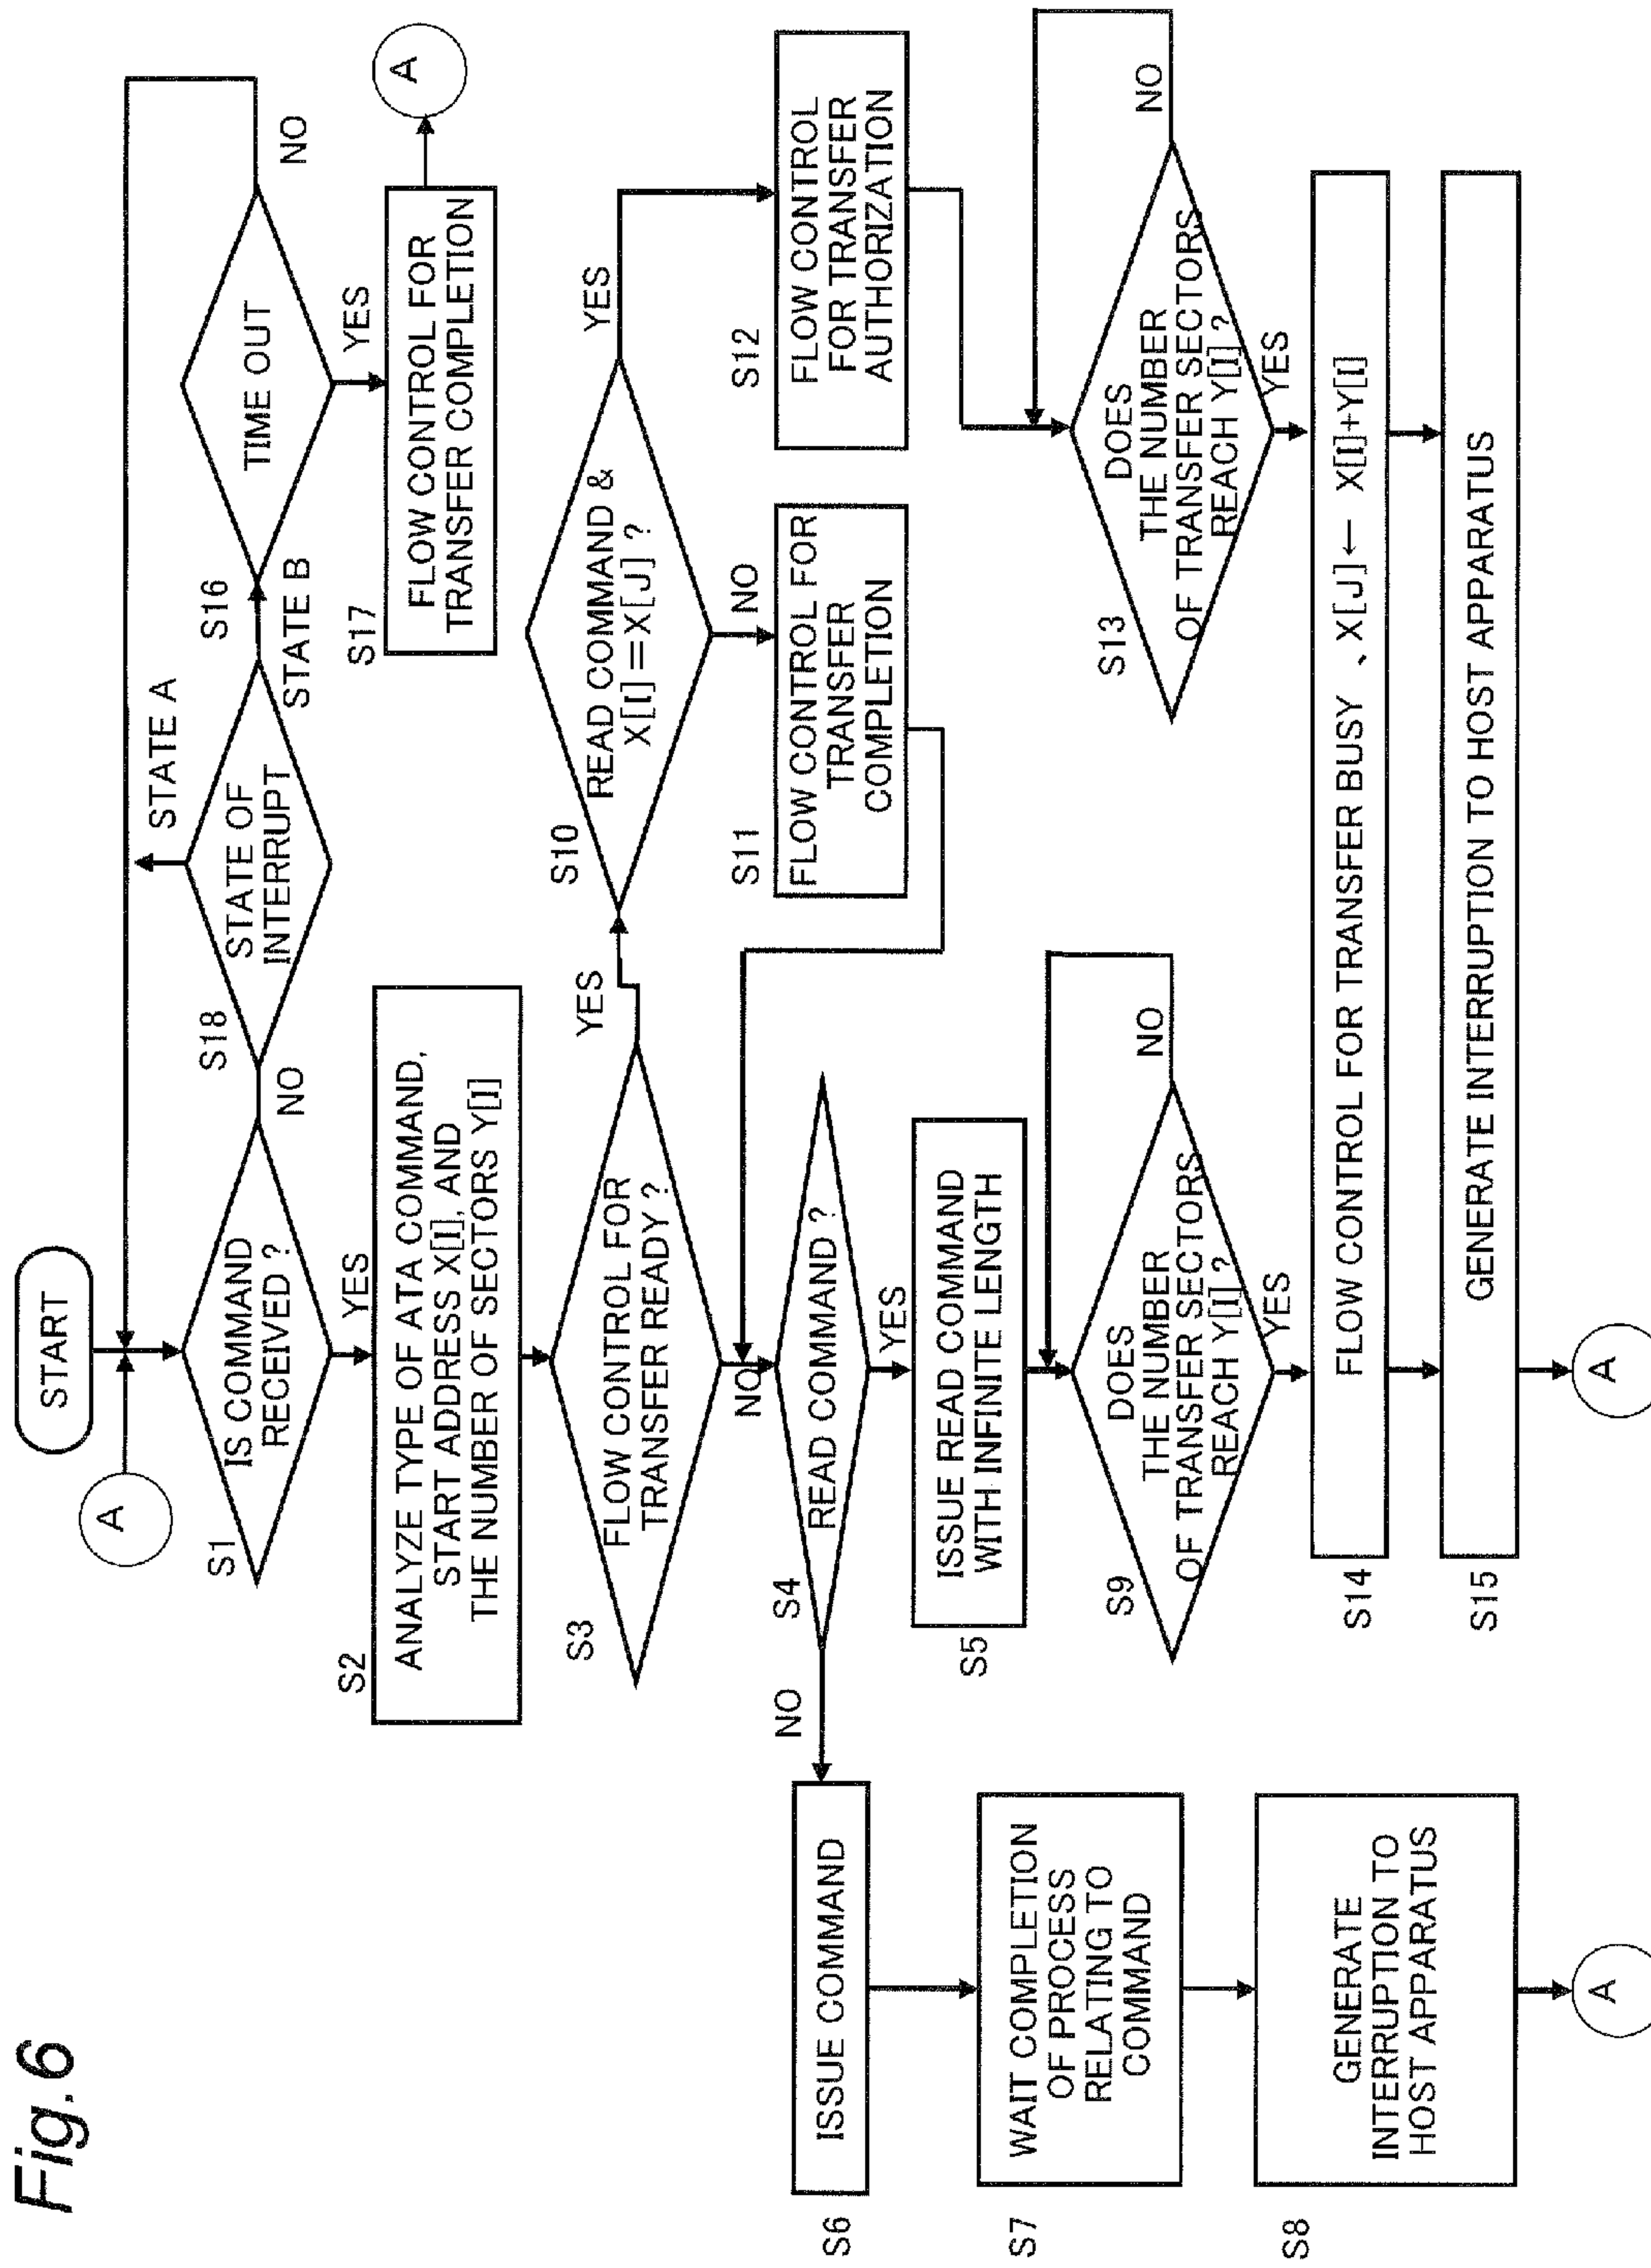 Fig.6
START
A
S1
IS COMMAND
RECEIVED ?
NO
YES
S18
STATE OF
INTERRUPT
STATE A
STATE B
S16
TIME OUT
NO
YES
S17
FLOW CONTROL FOR
TRANSFER COMPLETION
A
S2
ANALYZE TYPE OF ATA COMMAND,
START ADDRESS X[I], AND
THE NUMBER OF SECTORS Y[I]
S3
FLOW CONTROL FOR
TRANSFER READY ?
YES
NO
S10
READ COMMAND &
X[I]=X[J] ?
YES
NO
S11
FLOW CONTROL FOR
TRANSFER
COMPLETION
S12
FLOW CONTROL
FOR TRANSFER
AUTHORIZATION
S4
READ COMMAND ?
NO
YES
S5
ISSUE READ COMMAND
WITH INFINITE LENGTH
S6
ISSUE COMMAND
S7
WAIT COMPLETION
OF PROCESS
RELATING TO
COMMAND
S8
GENERATE
INTERRUPTION TO
HOST APPARATUS
A
S9
DOES
THE NUMBER
OF TRANSFER SECTORS
REACH Y[I] ?
NO
YES
S13
DOES
THE NUMBER
OF TRANSFER SECTORS
REACH Y[I] ?
NO
YES
S14
FLOW CONTROL FOR TRANSFER BUSY 、X[J]← X[I]+Y[I]
S15
GENERATE INTERRUPTION TO HOST APPARATUS
A